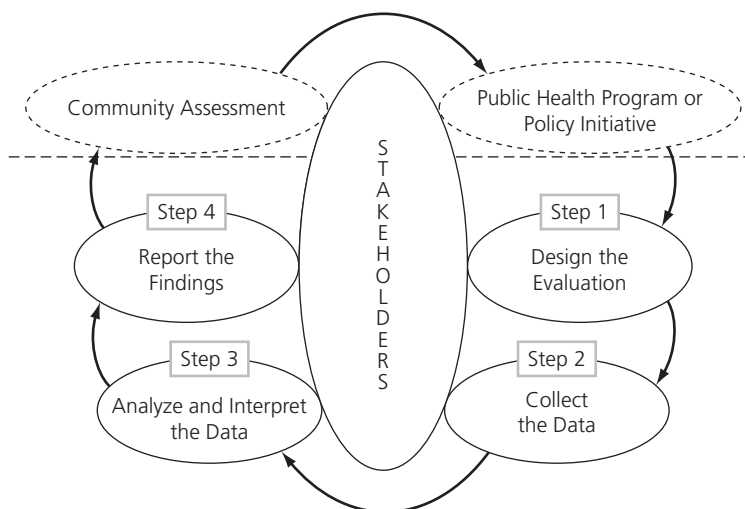 Community Assessment
Public Health Program or
Policy Initiative
STAKEHOLDERS
Step 4
Report the
Findings
Step 1
Design the
Evaluation
Step 3
Analyze and Interpret
the Data
Step 2
Collect
the Data